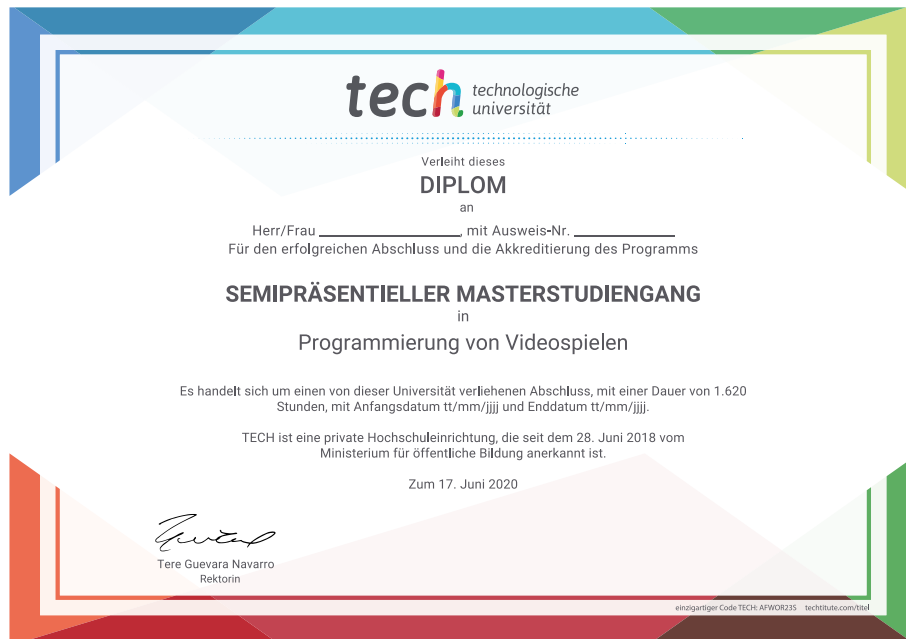 tech technologische
universität
Verleiht dieses
DIPLOM
an
Herr/Frau ____________________, mit Ausweis-Nr. ______________
Für den erfolgreichen Abschluss und die Akkreditierung des Programms
SEMIPRÄSENTIELLER MASTERSTUDIENGANG
in
Programmierung von Videospielen
Es handelt sich um einen von dieser Universität verliehenen Abschluss, mit einer Dauer von 1.620
Stunden, mit Anfangsdatum tt/mm/jjjj und Enddatum tt/mm/jjjj.
TECH ist eine private Hochschuleinrichtung, die seit dem 28. Juni 2018 vom
Ministerium für öffentliche Bildung anerkannt ist.
Zum 17. Juni 2020
Tere Guevara Navarro
Rektorin
einzigartiger Code TECH: AFWOR23S techtitute.com/titel